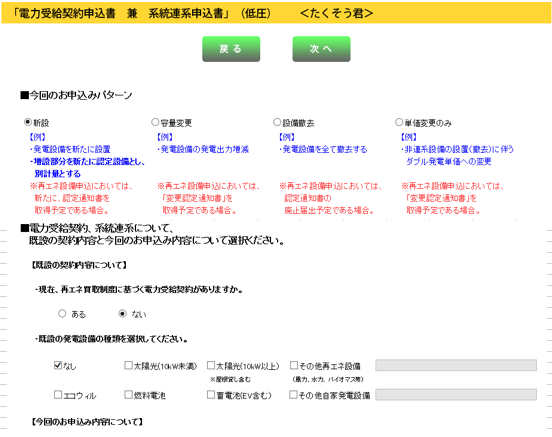 「電力受給契約申込書　兼　系統連系申込書」（低圧）　　＜たくそう君＞
戻る　次へ
■今回のお申込みパターン
新設　容量変更　設備撤去　単価変更のみ
【例】　【例】　【例】　【例】
・発電設備を新たに設置　・発電設備の発電出力増減　・発電設備を全て撤去する　・非連系設備の設置（撤去）に伴う
・増設部分を新たに認定設備とし、　ダブル発電単価への変更
別計量とする
※再エネ設備申込においては、　※再エネ設備申込においては、　※再エネ設備申込においては、　※再エネ設備申込においては、
新たに、認定通知書を　「変更認定通知書」を　認定通知書の　「変更認定通知書」を
取得予定である場合。　取得予定である場合。　廃止届出予定である場合。　取得予定である場合。
■電力受給契約、系統連系について、
既設の契約内容と今回のお申込み内容について選択ください。
【既設の契約内容について】
・現在、再エネ買取制度に基づく電力受給契約がありますか。
ある　ない
・既設の発電設備の種類を選択してください。
なし　太陽光(10kW未満)　太陽光(10kW以上)　その他再エネ設備
※屋根貸し含む　（風力、水力、バイオマス等）
エコウィル　燃料電池　蓄電池(EV含む)　その他自家発電設備
【今回のお申込み内容について】